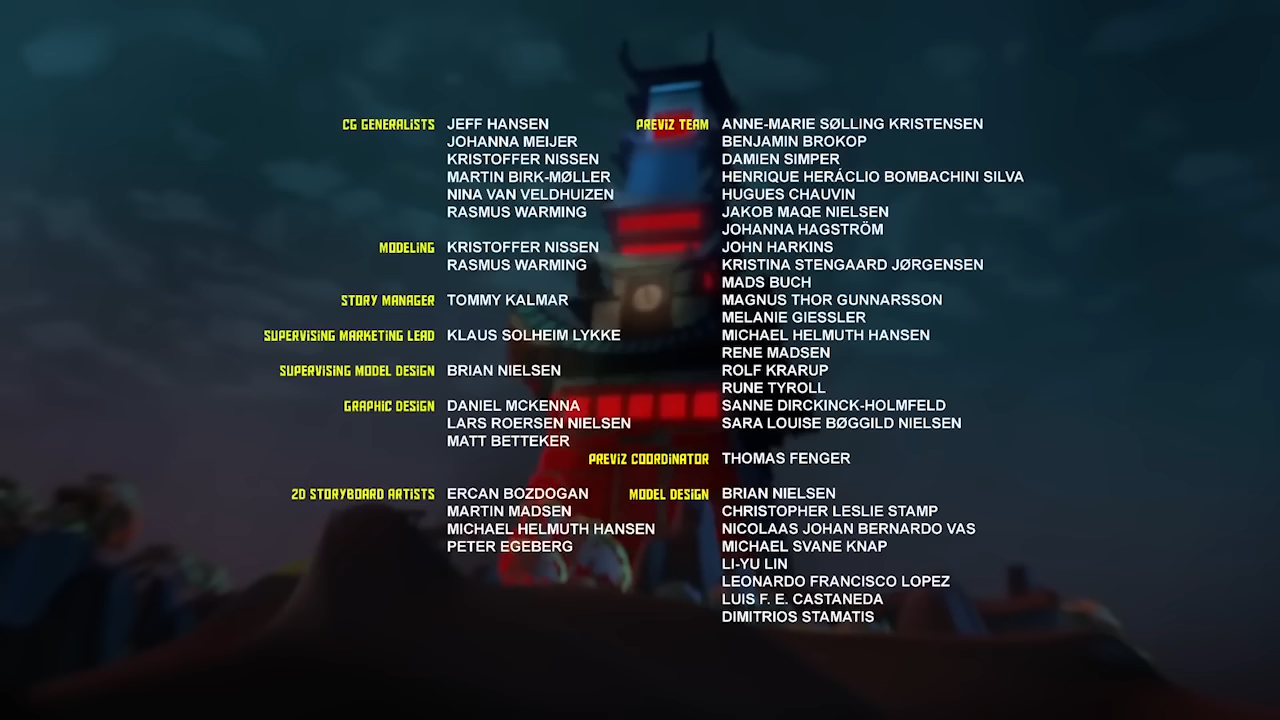 CG GENERALISTS JEFF HANSEN
JOHANNA MEIJER
KRISTOFFER NISSEN
MARTIN BIRK-MØLLER
NINA VAN VELDHUIZEN
RASMUS WARMING
MODELING KRISTOFFER NISSEN
RASMUS WARMING
STORY MANAGER TOMMY KALMAR
SUPERVISING MARKETING LEAD KLAUS SOLHEIM LYKKE
SUPERVISING MODEL DESIGN BRIAN NIELSEN
GRAPHIC DESIGN DANIEL MCKENNA
LARS ROERSEN NIELSEN
MATT BETTEKER
2D STORYBOARD ARTISTS ERCAN BOZDOGAN
MARTIN MADSEN
MICHAEL HELMUTH HANSEN
PETER EGEBERG
PREVIZ TEAM ANNE-MARIE SØLLING KRISTENSEN
BENJAMIN BROKOP
DAMIEN SIMPER
HENRIQUE HERÁCLIO BOMBACHINI SILVA
HUGUES CHAUVIN
JAKOB MAQE NIELSEN
JOHANNA HAGSTRÖM
JOHN HARKINS
KRISTINA STENGAARD JØRGENSEN
MADS BUCH
MAGNUS THOR GUNNARSSON
MELANIE GIESSLER
MICHAEL HELMUTH HANSEN
RENE MADSEN
ROLF KRARUP
RUNE TYROLL
SANNE DIRCKINCK-HOLMFELD
SARA LOUISE BØGGILD NIELSEN
PREVIZ COORDINATOR THOMAS FENGER
MODEL DESIGN BRIAN NIELSEN
CHRISTOPHER LESLIE STAMP
NICOLAAS JOHAN BERNARDO VAS
MICHAEL SVANE KNAP
LI-YU LIN
LEONARDO FRANCISCO LOPEZ
LUIS F. E. CASTANEDA
DIMITRIOS STAMATIS